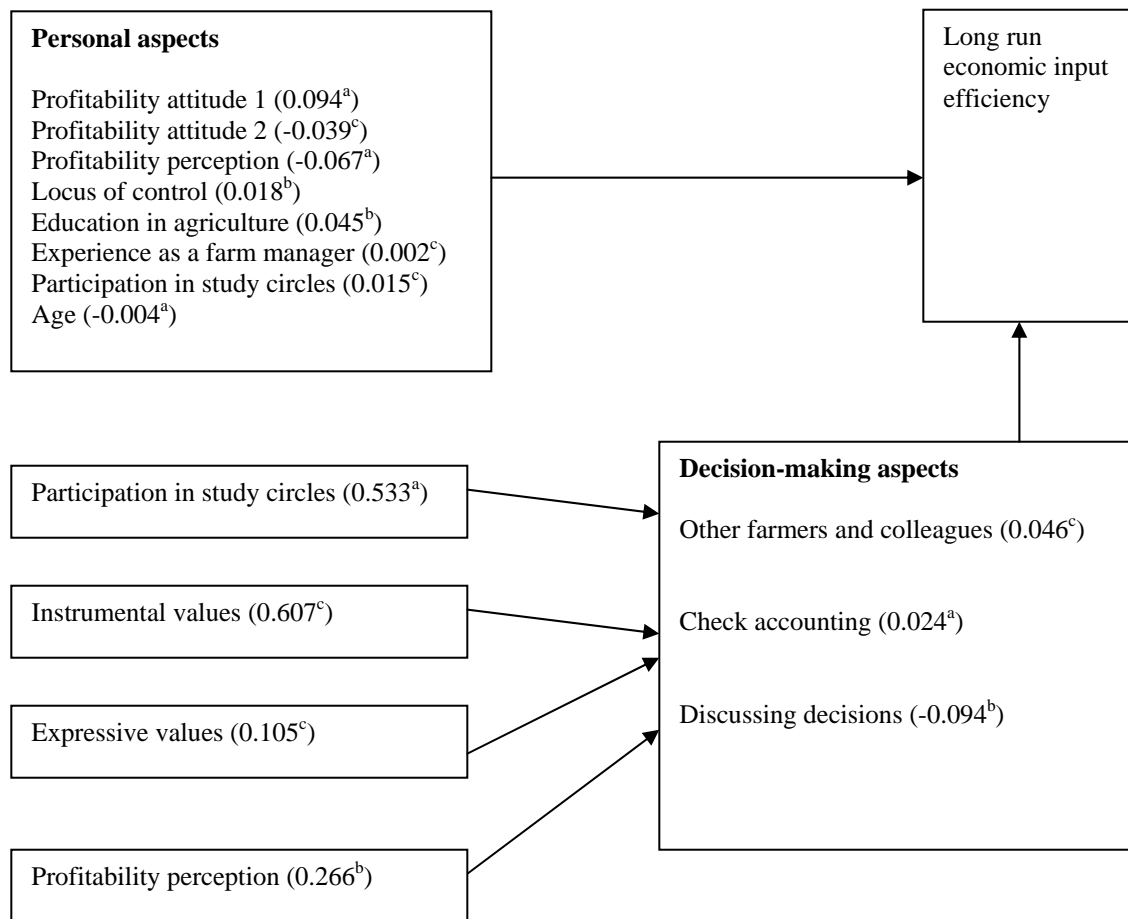 Personal aspects
Profitability attitude 1 (0.094ᵃ)
Profitability attitude 2 (-0.039ᶜ)
Profitability perception (-0.067ᵃ)
Locus of control (0.018ᵇ)
Education in agriculture (0.045ᵇ)
Experience as a farm manager (0.002ᶜ)
Participation in study circles (0.015ᶜ)
Age (-0.004ᵃ)
Long run
economic input
efficiency
Participation in study circles (0.533ᵃ)
Instrumental values (0.607ᶜ)
Expressive values (0.105ᶜ)
Profitability perception (0.266ᵇ)
Decision-making aspects
Other farmers and colleagues (0.046ᶜ)
Check accounting (0.024ᵃ)
Discussing decisions (-0.094ᵇ)